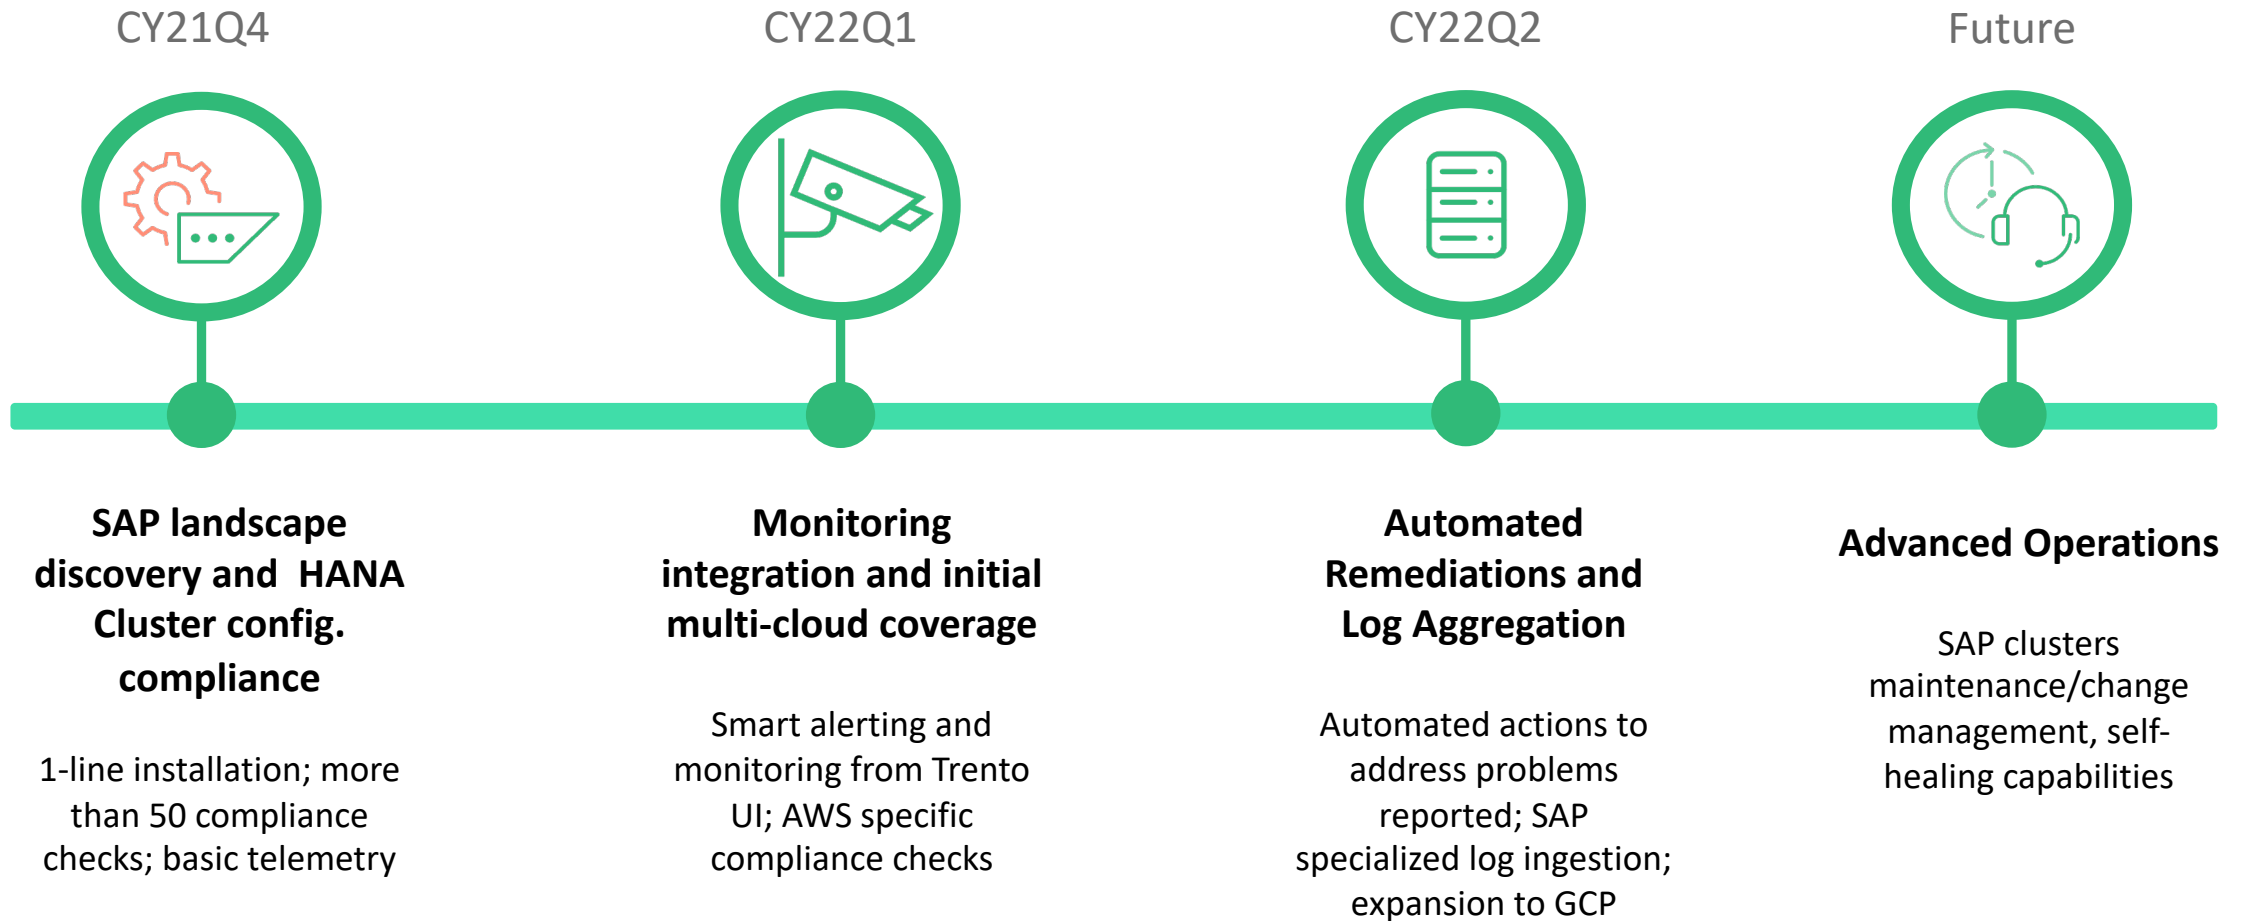 CY21Q4
CY22Q1
CY22Q2
Future
SAP landscape
discovery and HANA
Cluster config.
compliance
1-line installation; more
than 50 compliance
checks; basic telemetry
Monitoring
integration and initial
multi-cloud coverage
Smart alerting and
monitoring from Trento
UI; AWS specific
compliance checks
Automated
Remediations and
Log Aggregation
Automated actions to
address problems
reported; SAP
specialized log ingestion;
expansion to GCP
Advanced Operations
SAP clusters
maintenance/change
management, self-
healing capabilities